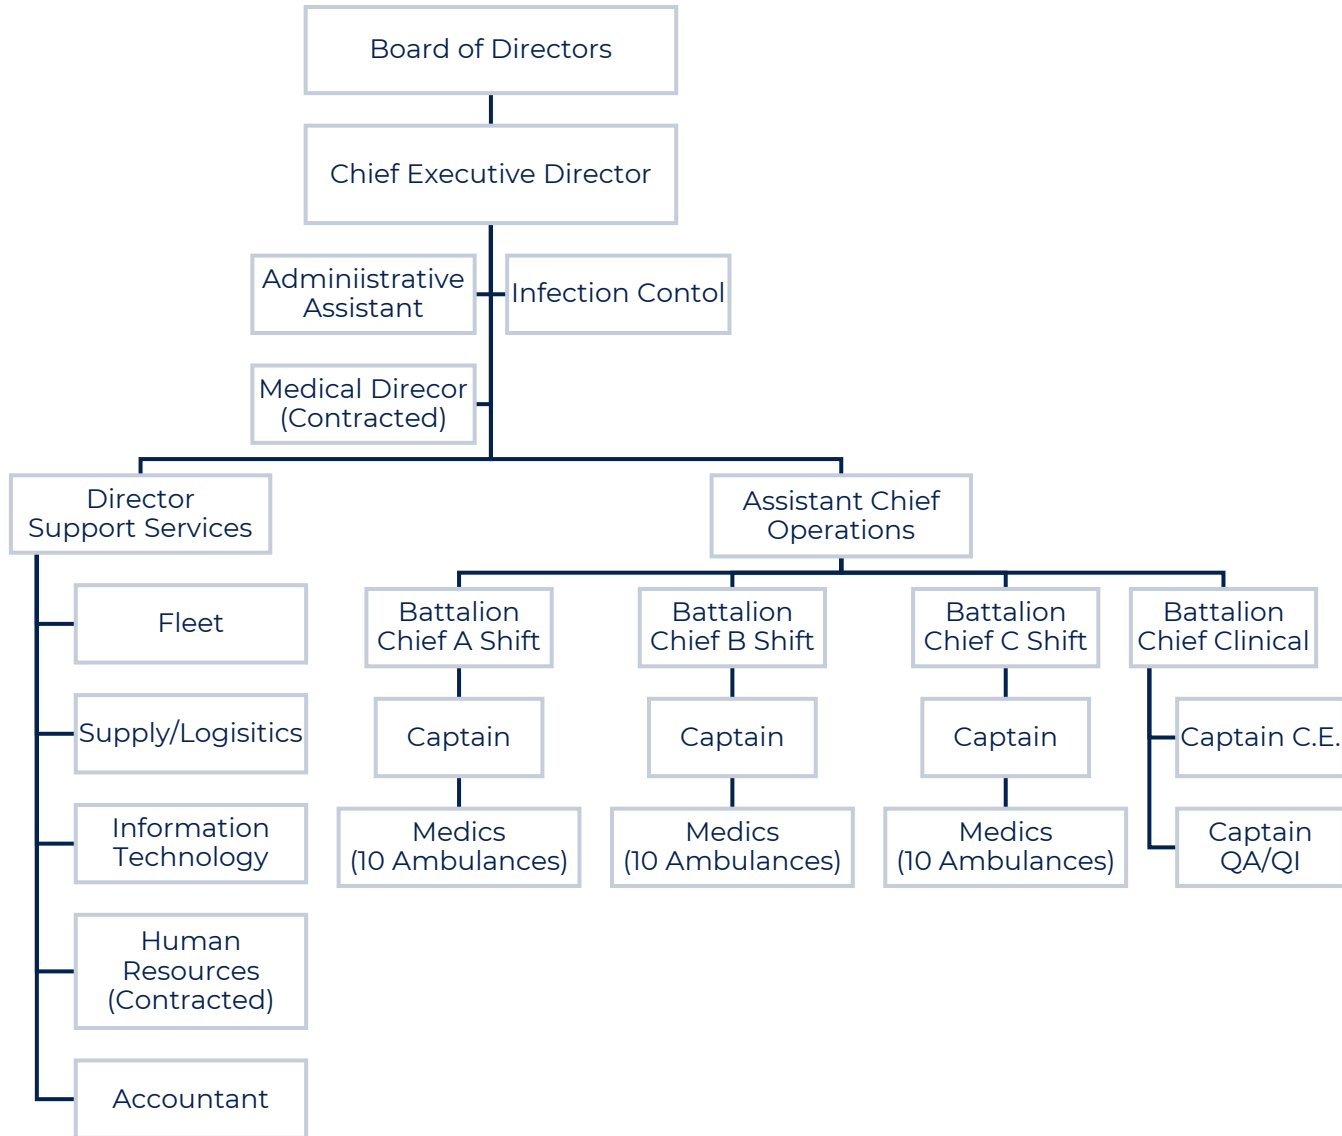 Board of Directors
Chief Executive Director
Adminiistrative
Assistant
Infection Contol
Medical Direcor
(Contracted)
Director
Support Services
Assistant Chief
Operations
Fleet
Supply/Logisitics
Information
Technology
Human
Resources
(Contracted)
Accountant
Battalion
Chief A Shift
Captain
Medics
(10 Ambulances)
Battalion
Chief B Shift
Captain
Medics
(10 Ambulances)
Battalion
Chief C Shift
Captain
Medics
(10 Ambulances)
Battalion
Chief Clinical
Captain C.E.
Captain
QA/QI